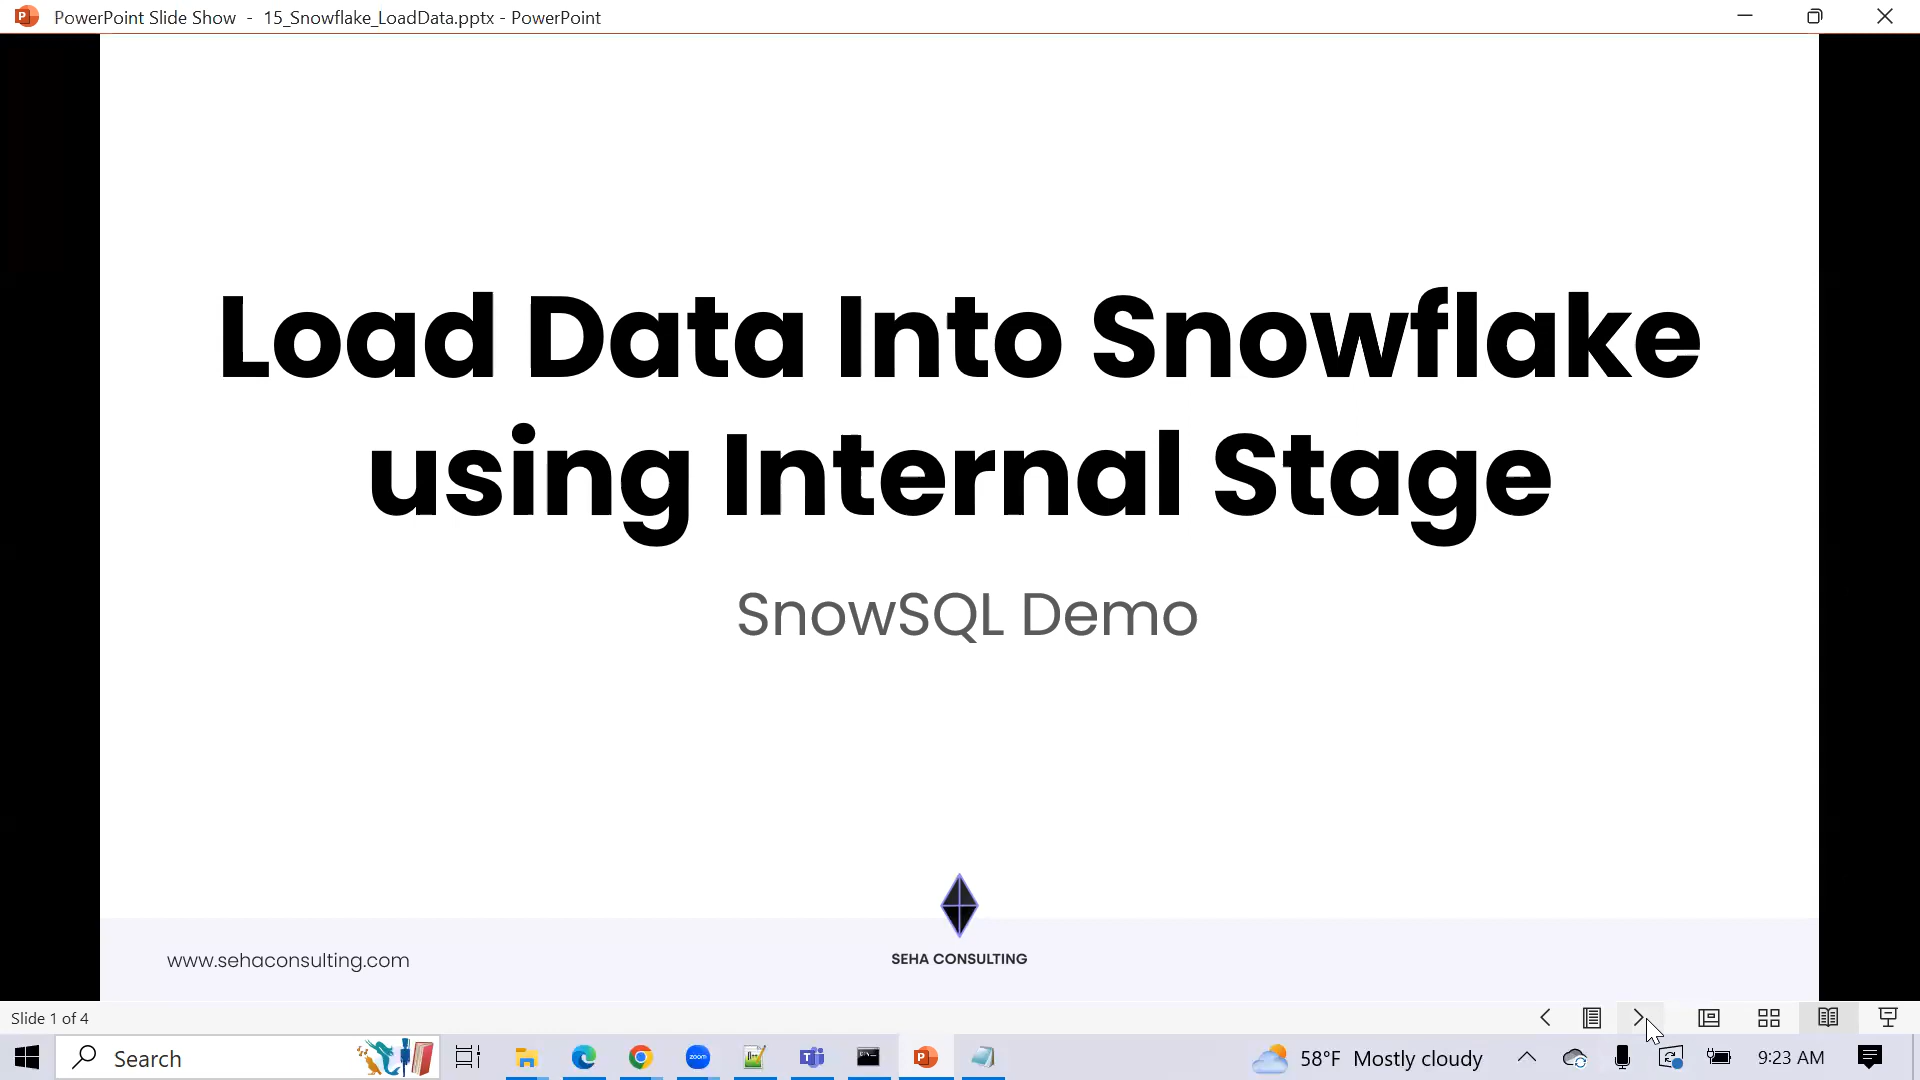 PowerPoint Slide Show - 15_Snowflake_LoadData.pptx - PowerPoint
Load Data Into Snowflake
using Internal Stage
SnowSQL Demo
www.sehaconsulting.com
SEHA CONSULTING
Slide 1 of 4
Search
zoom
58°F Mostly cloudy
9:23 AM